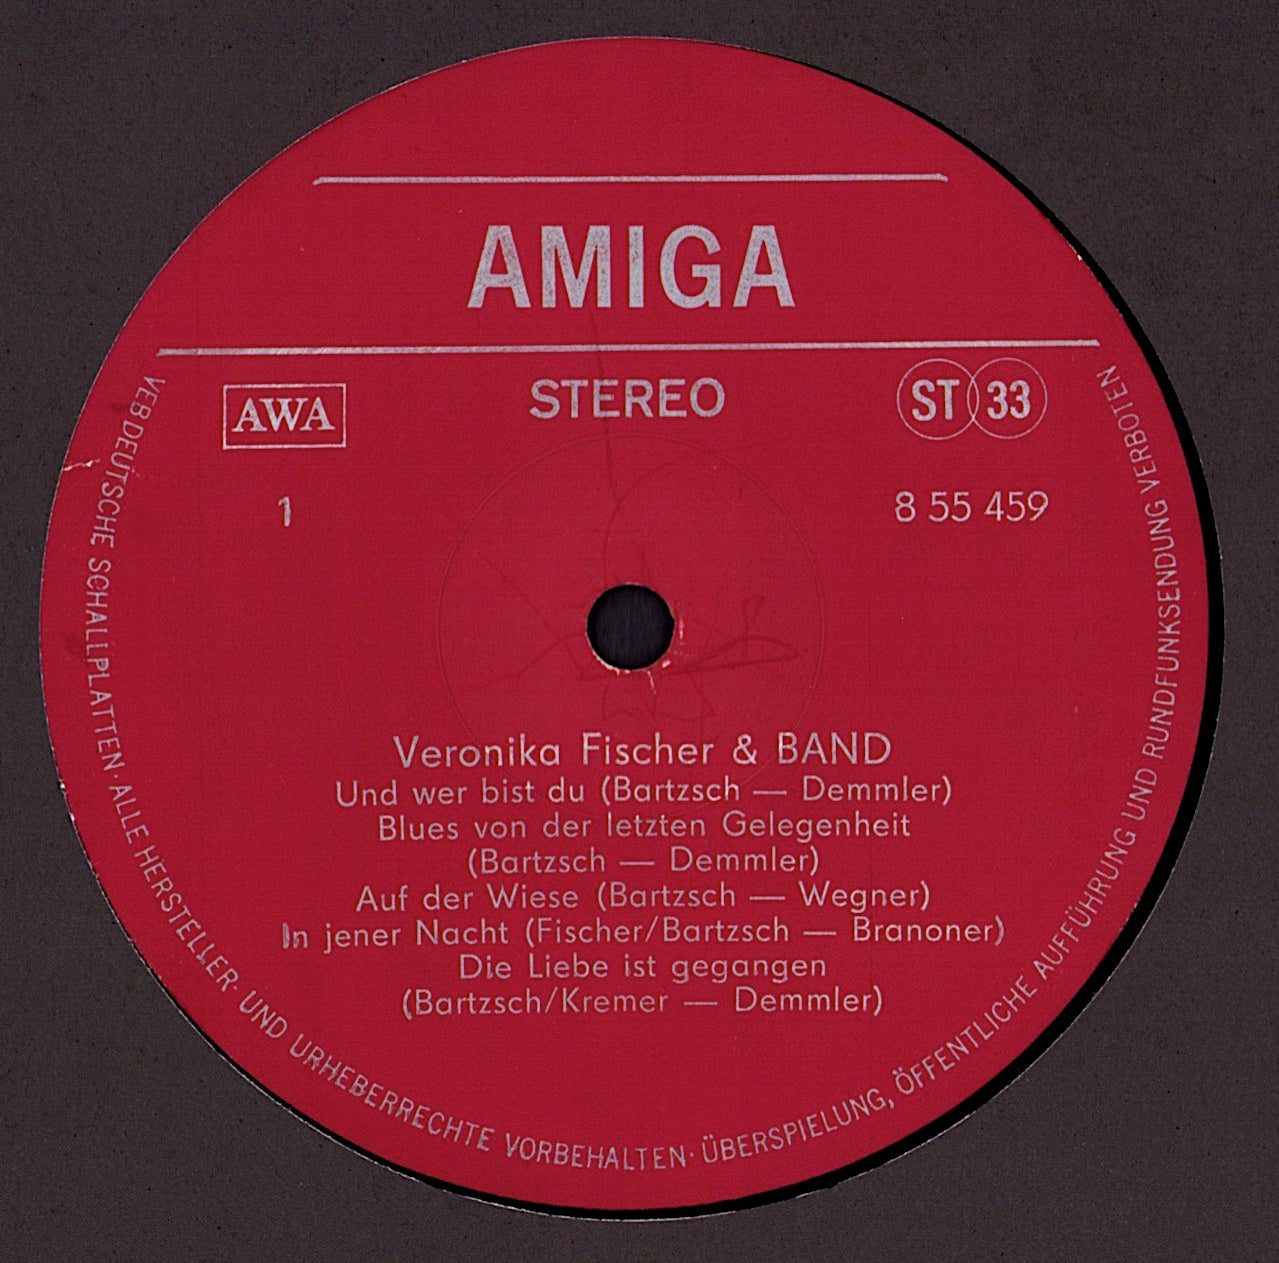 AMIGA
AWA
STEREO
ST 33
1
8 55 459
Veronika Fischer & BAND
Und wer bist du (Bartzsch — Demmler)
Blues von der letzten Gelegenheit
(Bartzsch — Demmler)
Auf der Wiese (Bartzsch — Wegner)
In jener Nacht (Fischer/Bartzsch — Branoner)
Die Liebe ist gegangen
(Bartzsch/Kremer — Demmler)
VEB DEUTSCHE SCHALLPLATTEN · ALLE HERSTELLER- UND URHEBERRECHTE VORBEHALTEN · ÜBERSPIELUNG, ÖFFENTLICHE AUFFÜHRUNG UND RUNDFUNKSENDUNG VERBOTEN